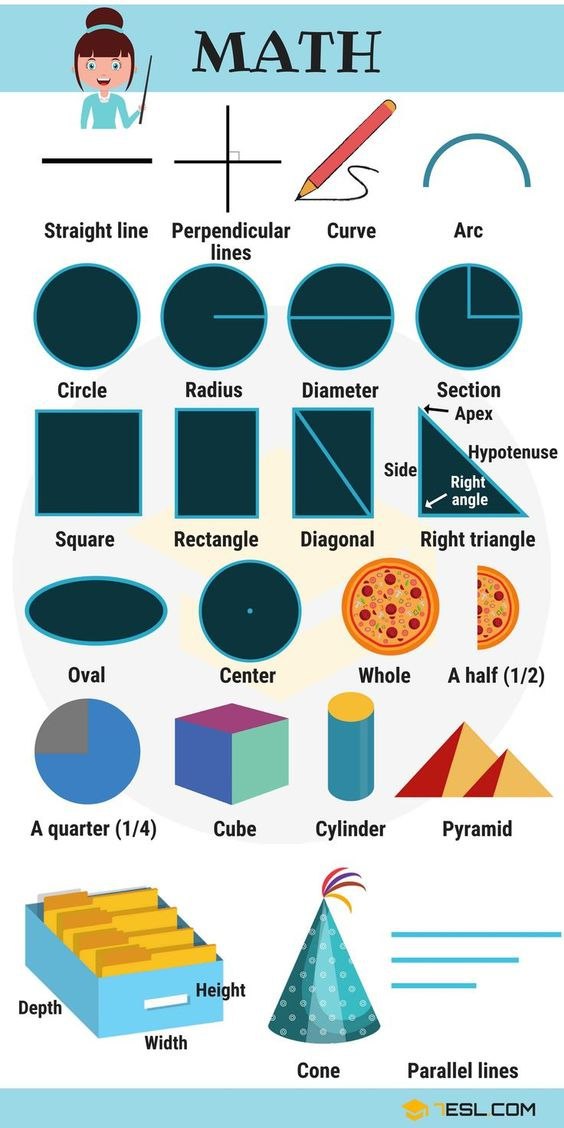 MATH
Straight line
Perpendicular
lines
Curve
Arc
Circle
Radius
Diameter
Section
Apex
Hypotenuse
Side
Right
angle
Square
Rectangle
Diagonal
Right triangle
Oval
Center
Whole
A half (1/2)
A quarter (1/4)
Cube
Cylinder
Pyramid
Depth
Height
Width
Cone
Parallel lines
7ESL.COM